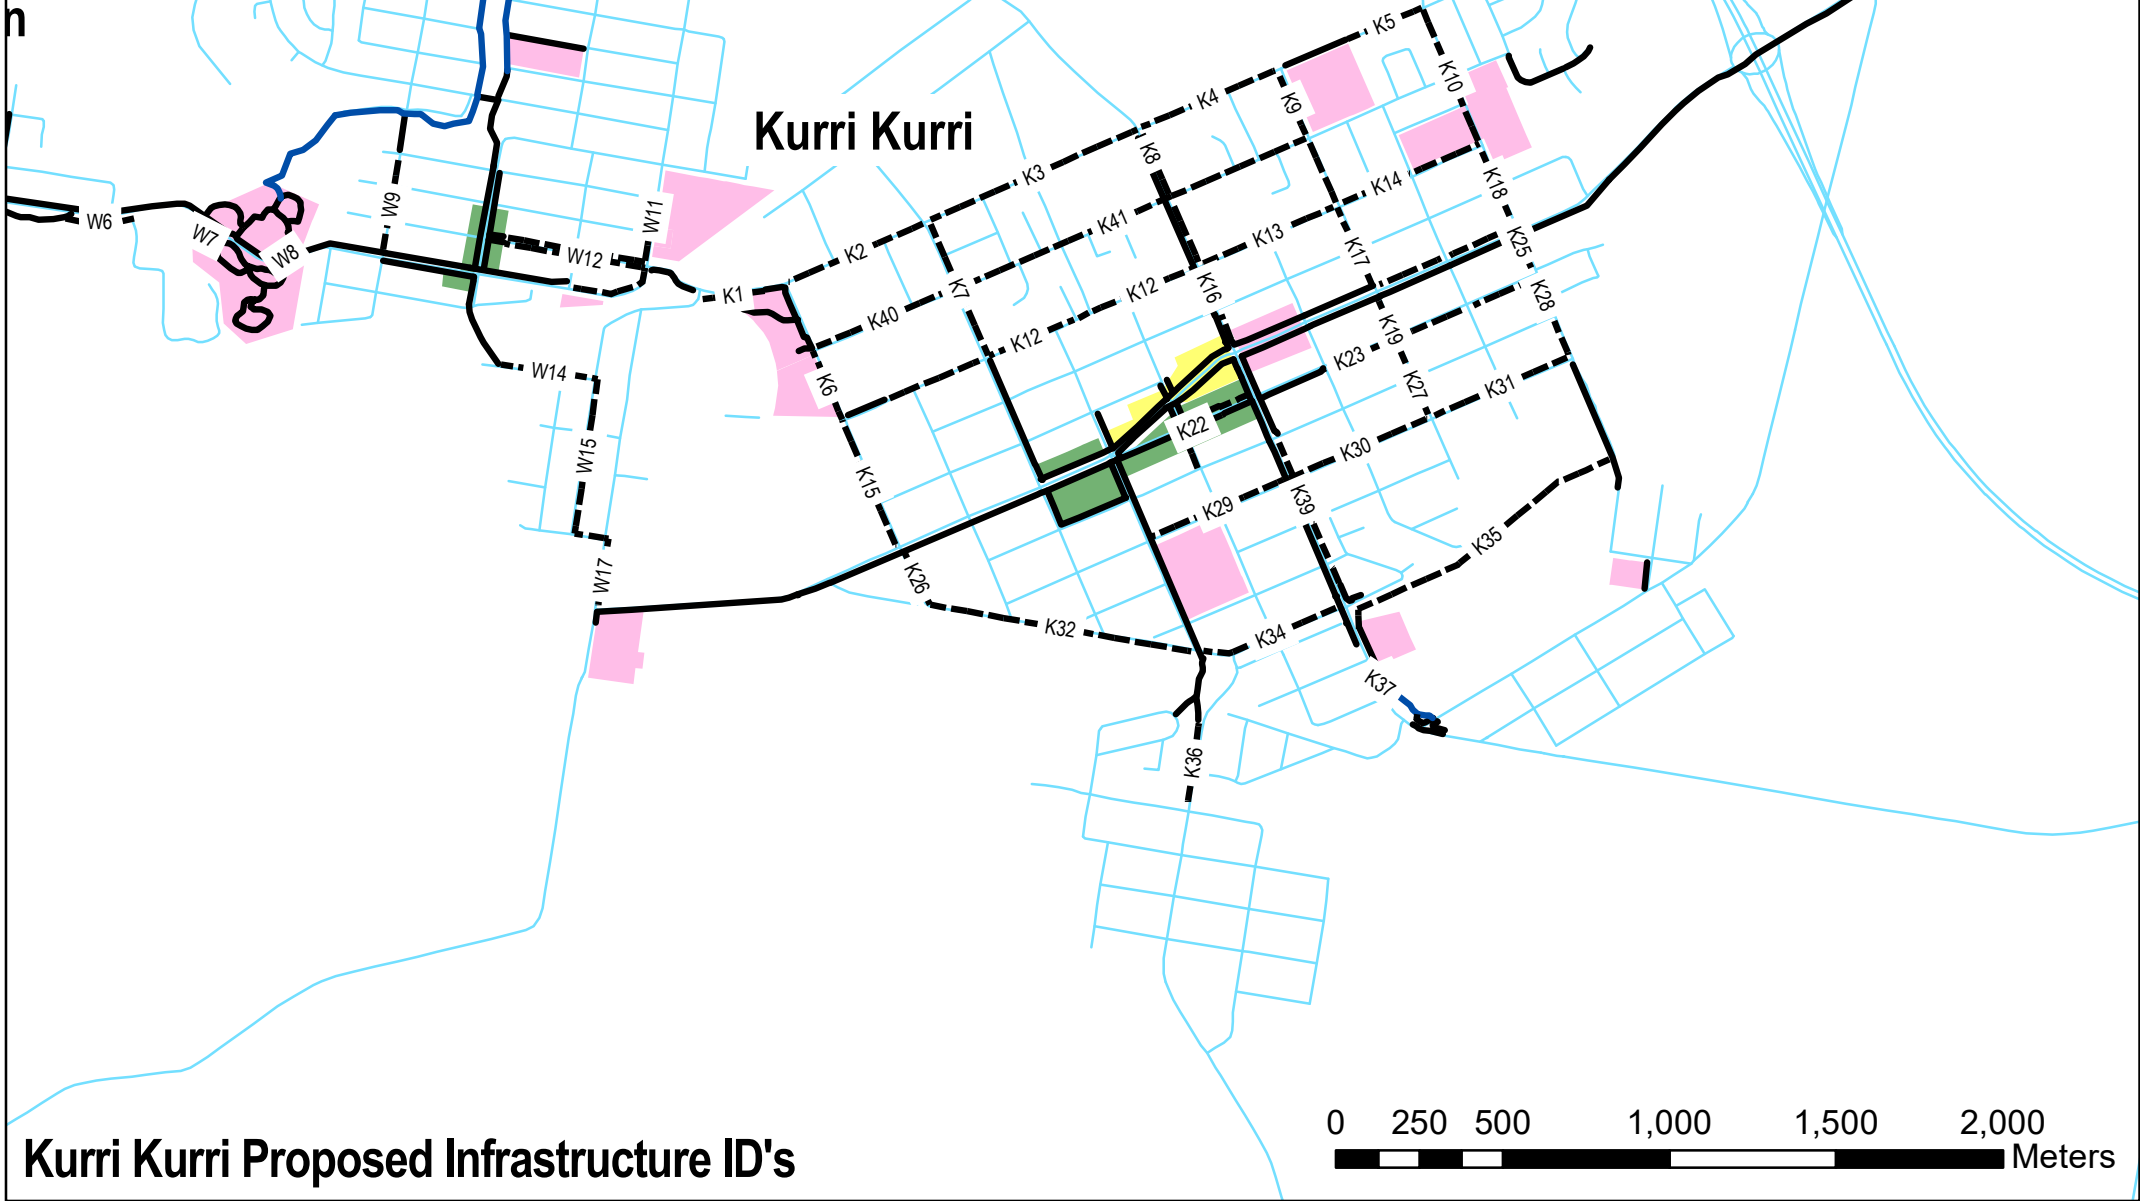 n
K5
K10
K4
K9
Kurri Kurri
K8
K3
K14
K18
W9
W11
W6
K41
W7
K13
K25
W8
W12
K2
K17
K7
K12
K16
K1
K28
K40
K19
K12
K23
W14
K6
K27
K31
K22
W15
K30
K15
K39
K29
K35
W17
K26
K32
K34
K37
K36
0 250 500 1,000 1,500 2,000
Meters
Kurri Kurri Proposed Infrastructure ID's